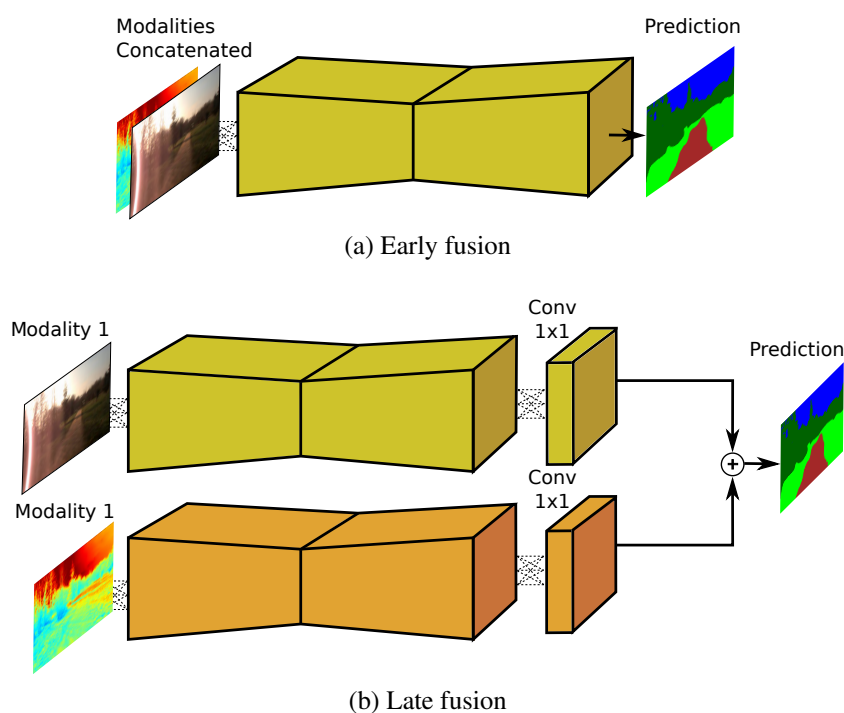 Modalities
Concatenated
Prediction
(a) Early fusion
Modality 1
Conv
1x1
Prediction
Modality 1
Conv
1x1
+
(b) Late fusion